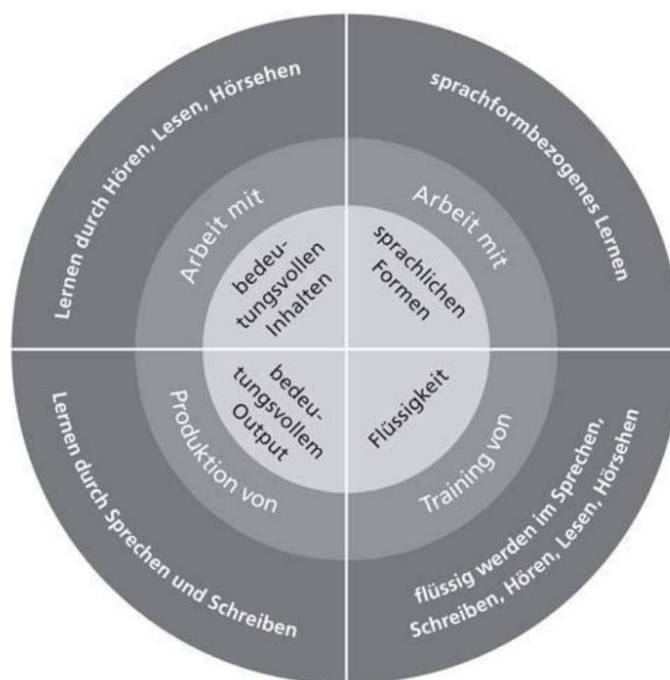 Lernen durch Hören, Lesen, Hörsehen
Arbeit mit
bedeu-
tungsvollen
Inhalten
sprachformbezogenes Lernen
Arbeit mit
sprachlichen
Formen
Lernen durch Sprechen und Schreiben
Produktion von
bedeu-
tungsvollem
Output
flüssig werden im Sprechen,
Schreiben, Hören, Lesen, Hörsehen
Training von
Flüssigkeit